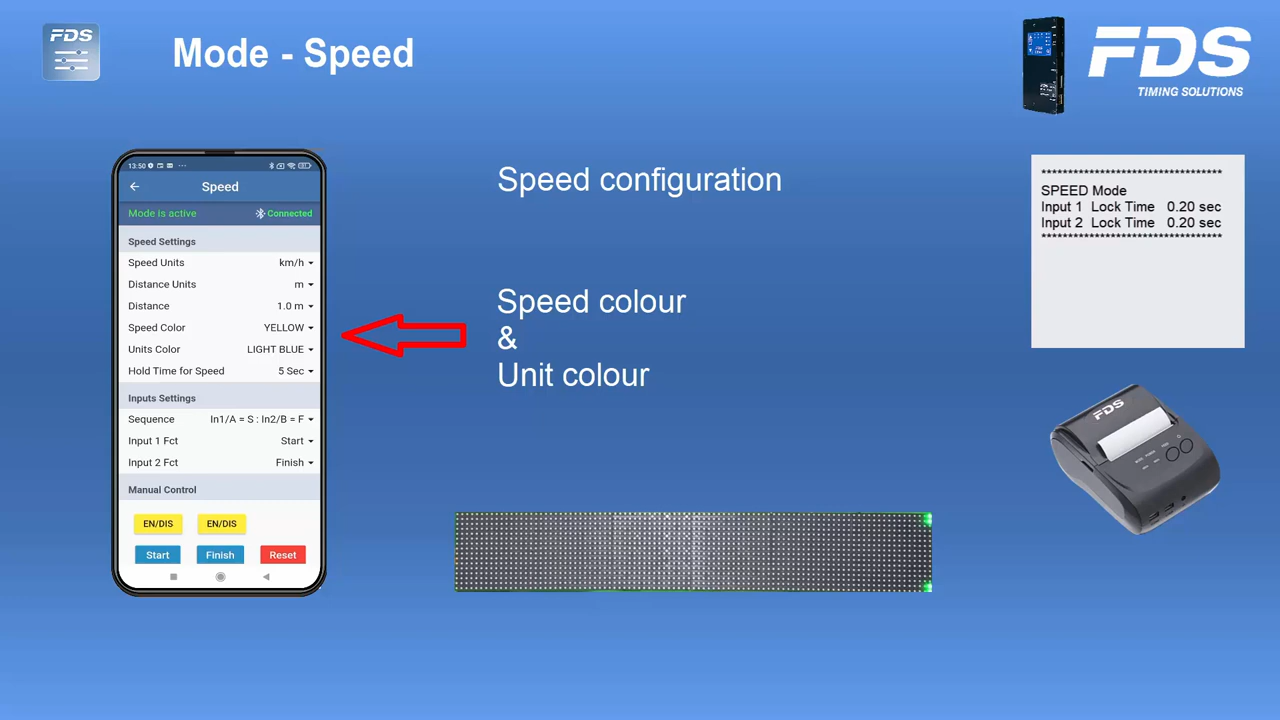 FDS
Mode - Speed
FDS
TIMING SOLUTIONS
13:50
Speed
Mode is active
Connected
Speed Settings
Speed Units km/h
Distance Units m
Distance 1.0 m
Speed Color YELLOW
Units Color LIGHT BLUE
Hold Time for Speed 5 Sec
Inputs Settings
Sequence In1/A = S : In2/B = F
Input 1 Fct Start
Input 2 Fct Finish
Manual Control
EN/DIS EN/DIS
Start Finish Reset
Speed configuration
Speed colour
&
Unit colour
**********************************
SPEED Mode
Input 1 Lock Time 0.20 sec
Input 2 Lock Time 0.20 sec
**********************************
FDS